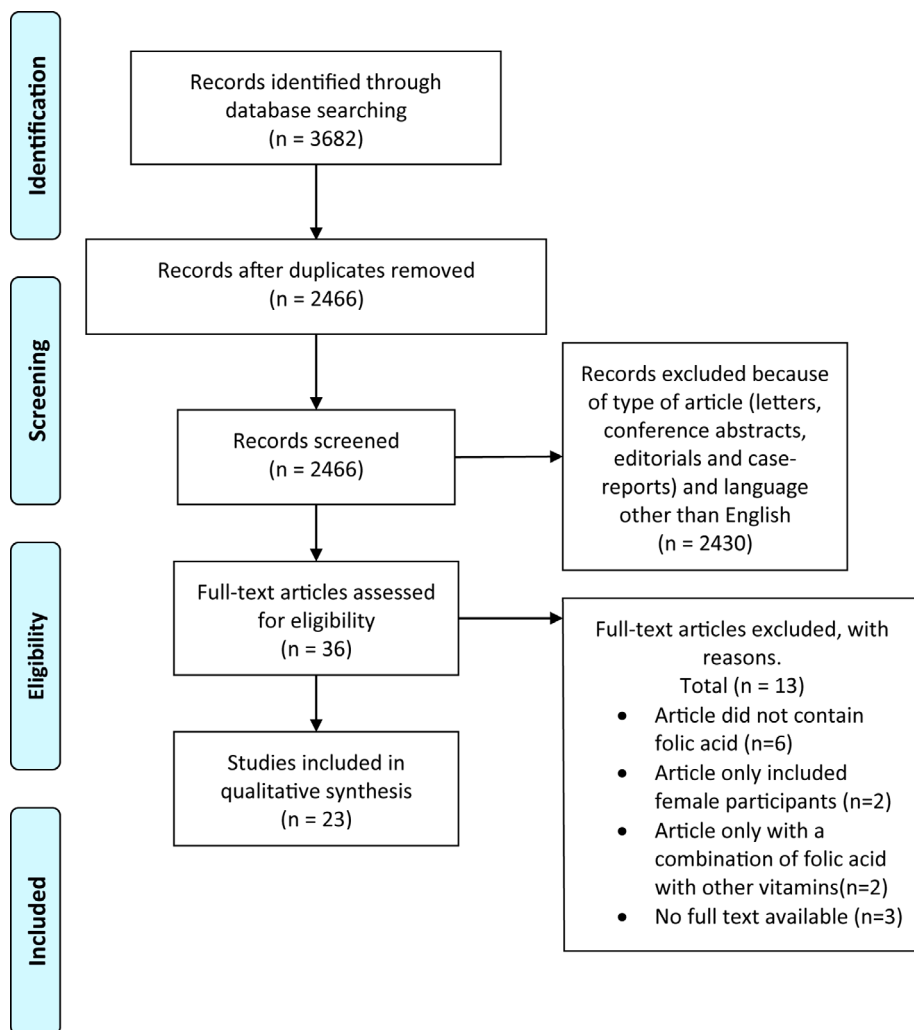 Identification
Records identified through
database searching
(n = 3682)
Records after duplicates removed
(n = 2466)
Screening
Records screened
(n = 2466)
Records excluded because
of type of article (letters,
conference abstracts,
editorials and case-
reports) and language
other than English
(n = 2430)
Eligibility
Full-text articles assessed
for eligibility
(n = 36)
Full-text articles excluded, with
reasons.
Total (n = 13)
• Article did not contain
folic acid (n=6)
• Article only included
female participants (n=2)
• Article only with a
combination of folic acid
with other vitamins(n=2)
• No full text available (n=3)
Studies included in
qualitative synthesis
(n = 23)
Included